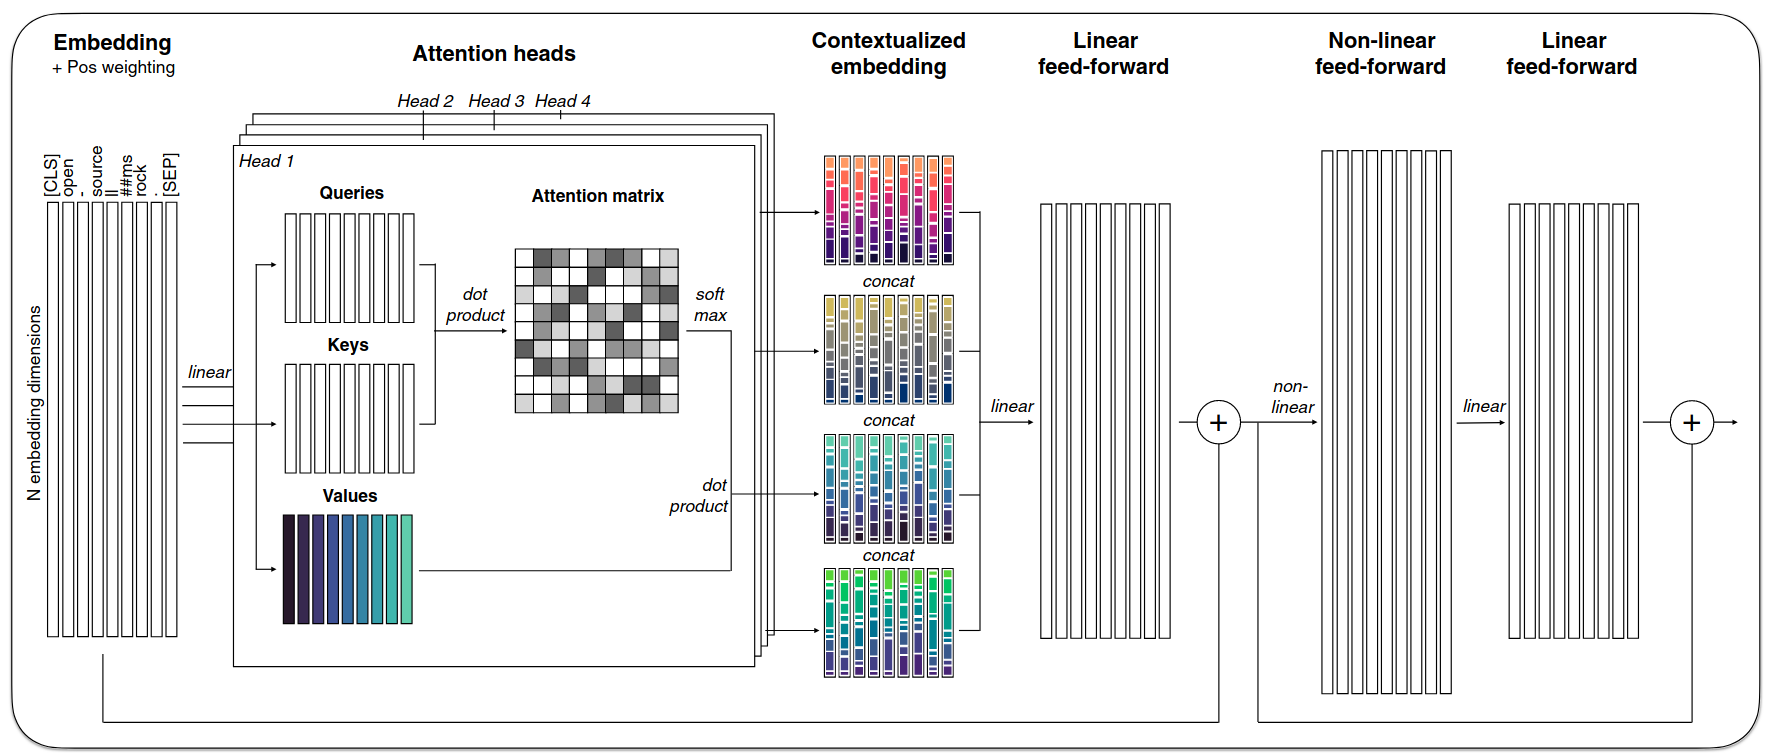 Embedding
+ Pos weighting
Attention heads
Contextualized
embedding
Linear
feed-forward
Non-linear
feed-forward
Linear
feed-forward
Head 2
Head 3
Head 4
Head 1
[CLS]
open
-
source
ll
##ms
rock
.
[SEP]
N embedding dimensions
linear
Queries
Keys
Values
dot
product
Attention matrix
soft
max
dot
product
concat
concat
concat
linear
+
non-
linear
linear
+